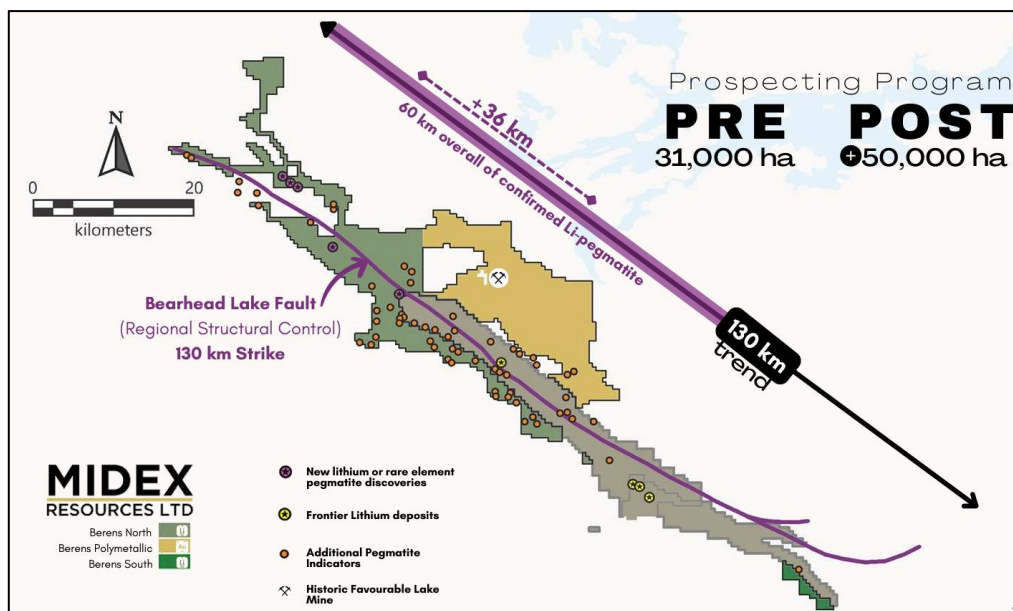 Prospecting Program
PRE POST
31,000 ha +50,000 ha
+36 km
60 km overall of confirmed Li-pegmatite
N
0 20
kilometers
Bearhead Lake Fault
(Regional Structural Control)
130 km Strike
130 km
trend
MIDEX
RESOURCES LTD
Berens North Li
Berens Polymetallic Au
Berens South Li
New lithium or rare element
pegmatite discoveries
Frontier Lithium deposits
Additional Pegmatite
Indicators
Historic Favourable Lake
Mine